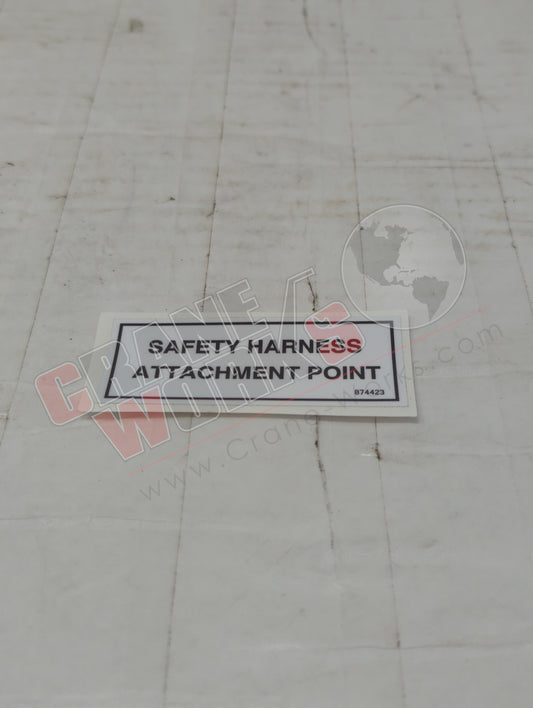 SAFETY HARNESS
ATTACHMENT POINT
874423
CRANE
WORKS
www.Crane-Works.com